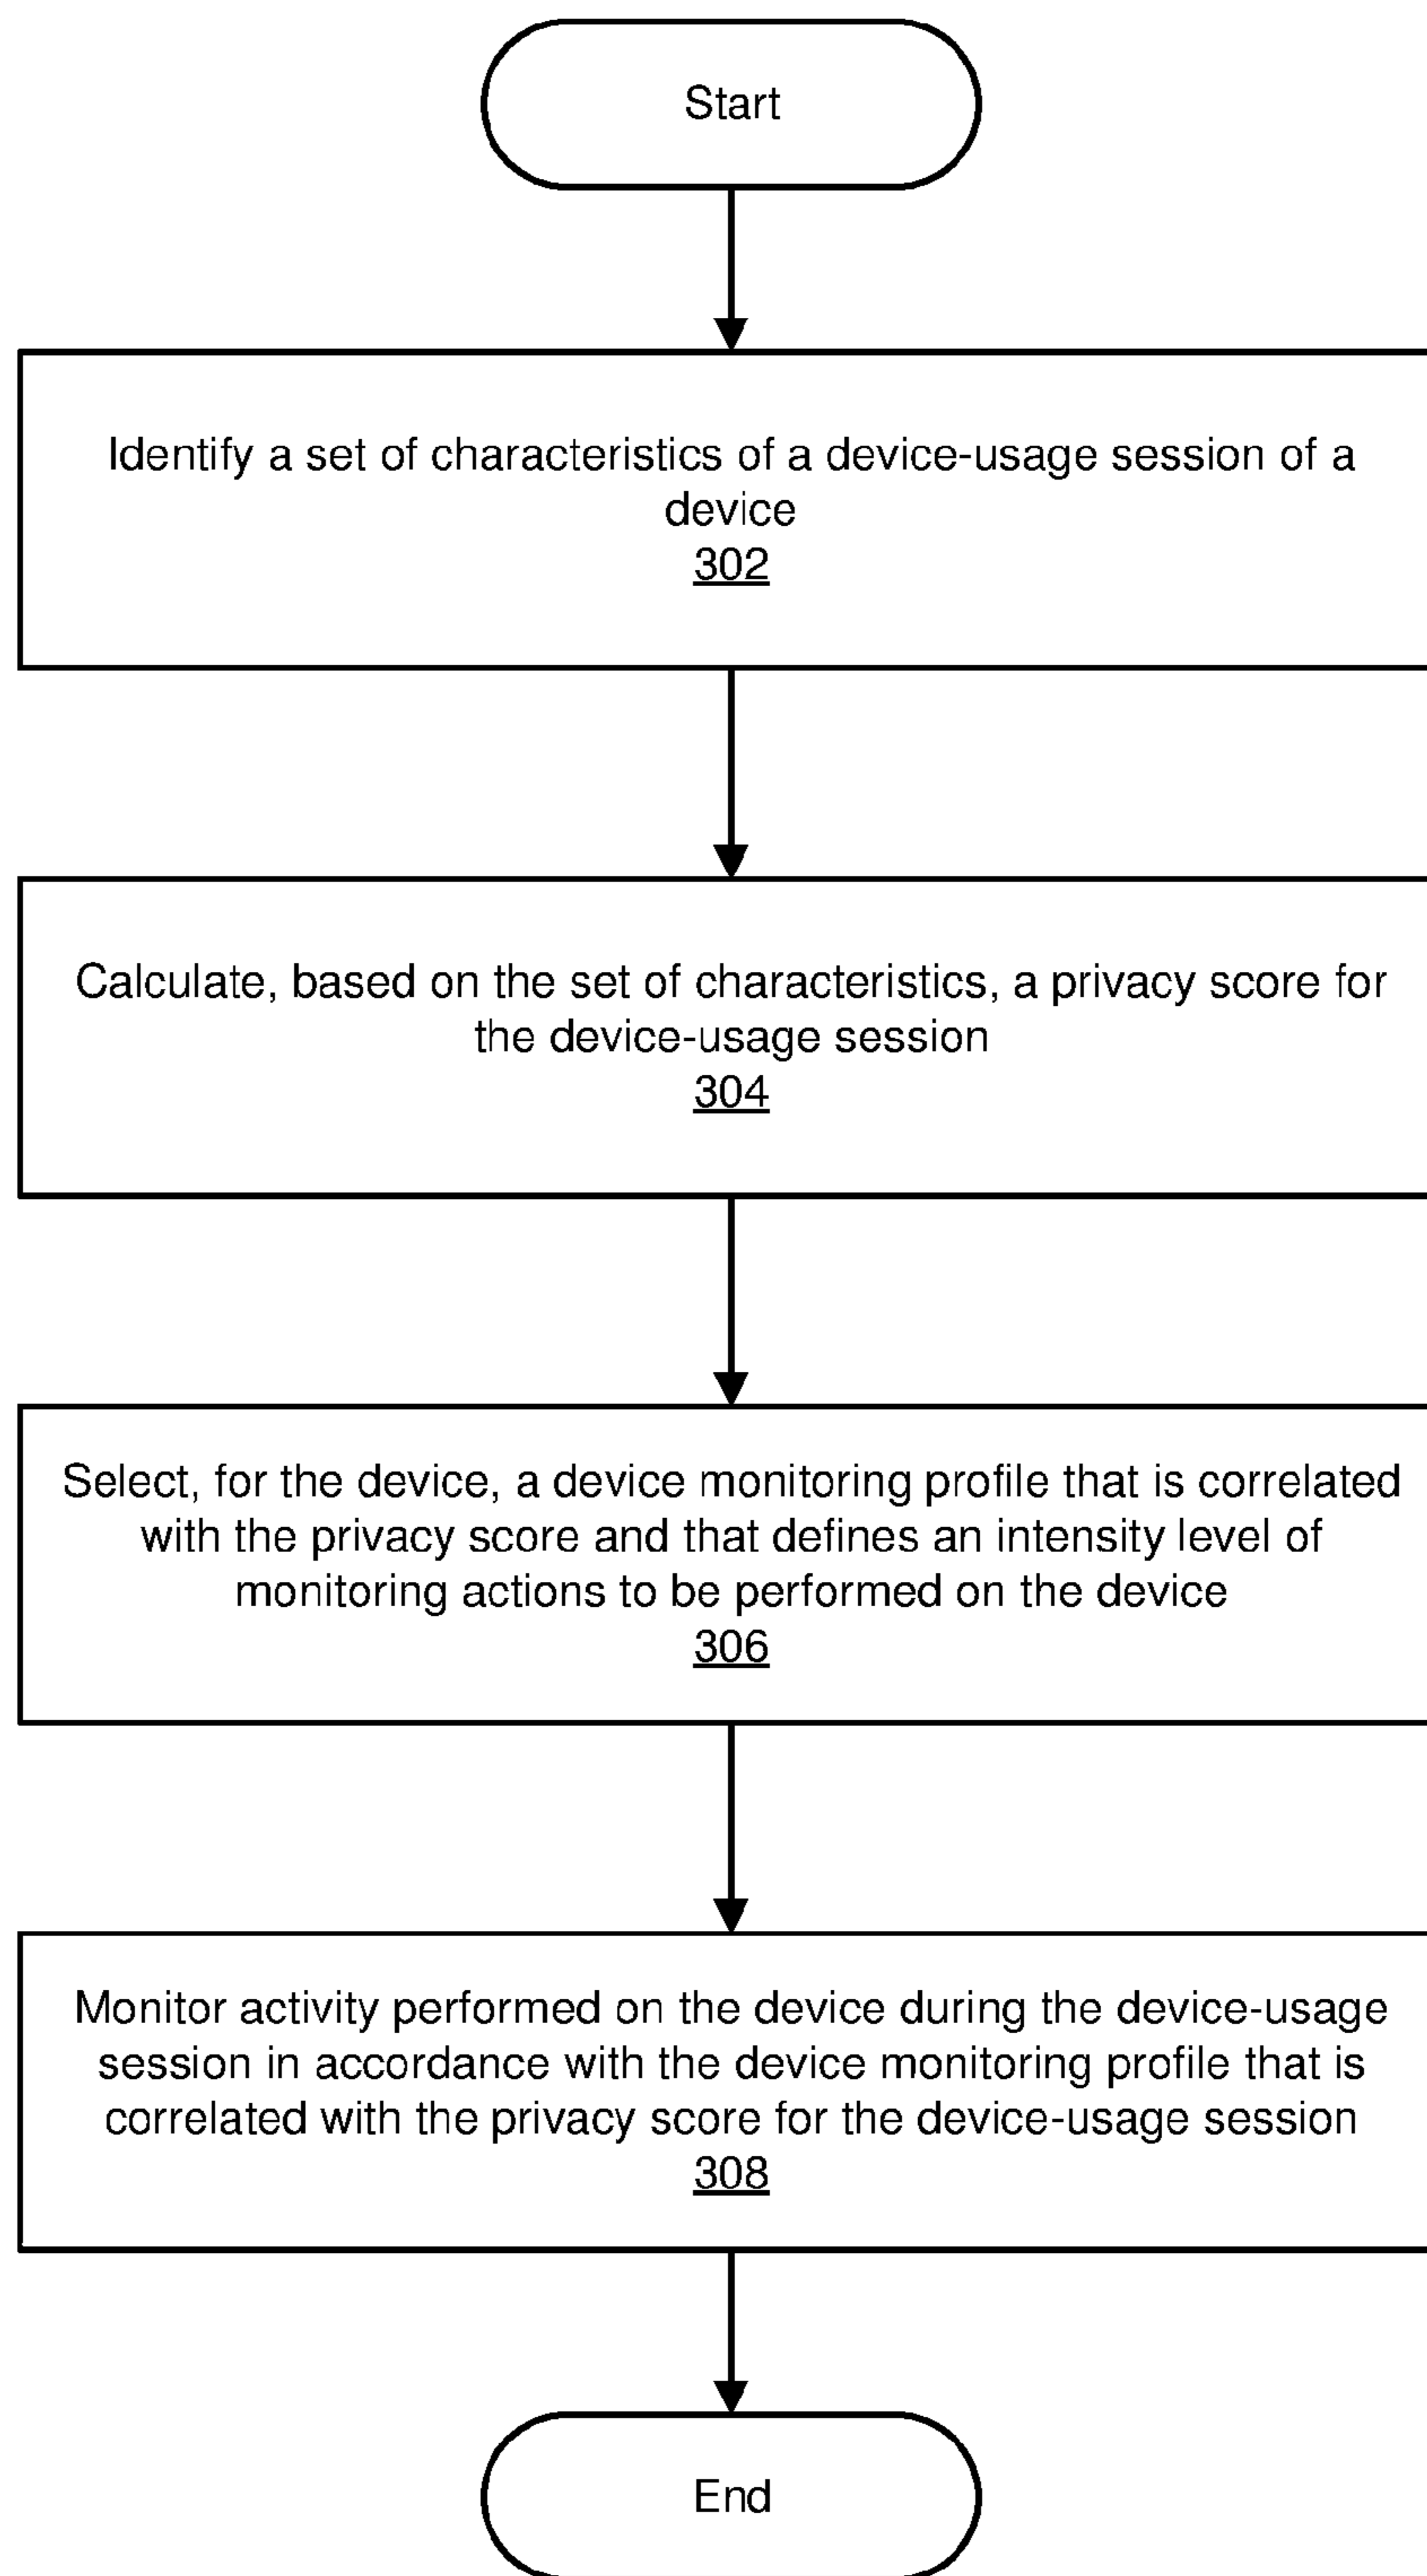 Start
Identify a set of characteristics of a device-usage session of a
device
302
Calculate, based on the set of characteristics, a privacy score for
the device-usage session
304
Select, for the device, a device monitoring profile that is correlated
with the privacy score and that defines an intensity level of
monitoring actions to be performed on the device
306
Monitor activity performed on the device during the device-usage
session in accordance with the device monitoring profile that is
correlated with the privacy score for the device-usage session
308
End